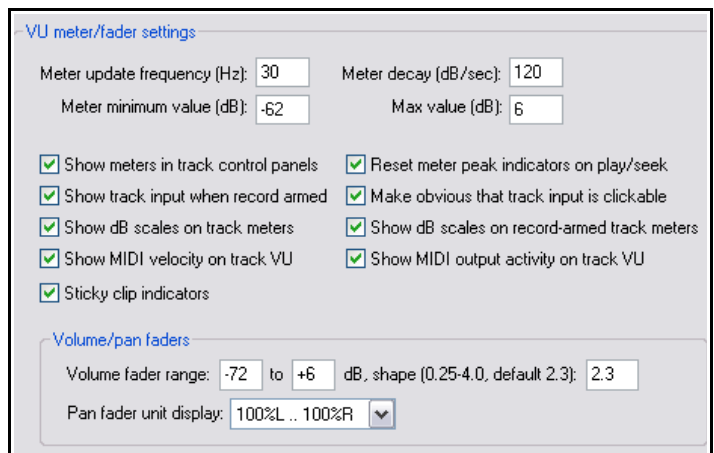 VU meter/fader settings
Meter update frequency (Hz): 30 Meter decay (dB/sec): 120
Meter minimum value (dB): -62 Max value (dB): 6
Show meters in track control panels Reset meter peak indicators on play/seek
Show track input when record armed Make obvious that track input is clickable
Show dB scales on track meters Show dB scales on record-armed track meters
Show MIDI velocity on track VU Show MIDI output activity on track VU
Sticky clip indicators
Volume/pan faders
Volume fader range: -72 to +6 dB, shape (0.25-4.0, default 2.3): 2.3
Pan fader unit display: 100%L .. 100%R